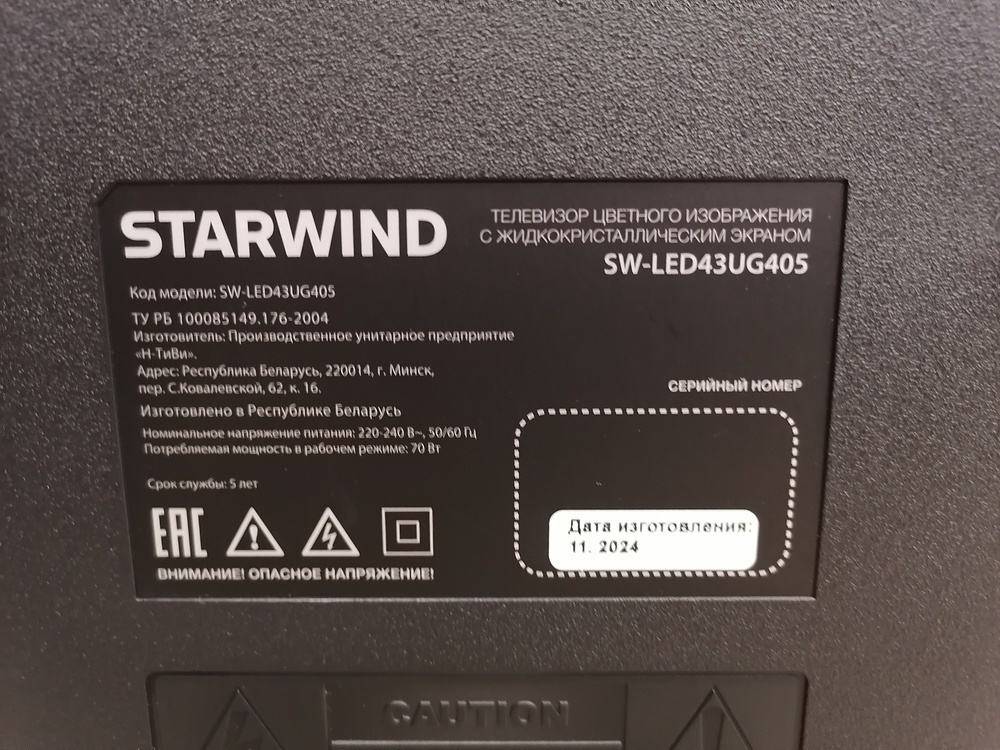 STARWIND
ТЕЛЕВИЗОР ЦВЕТНОГО ИЗОБРАЖЕНИЯ
С ЖИДКОКРИСТАЛЛИЧЕСКИМ ЭКРАНОМ
SW-LED43UG405
Код модели: SW-LED43UG405
ТУ РБ 100085149.176-2004
Изготовитель: Производственное унитарное предприятие
«Н-ТиВи».
Адрес: Республика Беларусь, 220014, г. Минск,
пер. С.Ковалевской, 62, к. 16.
Изготовлено в Республике Беларусь
Номинальное напряжение питания: 220-240 В~, 50/60 Гц
Потребляемая мощность в рабочем режиме: 70 Вт
Срок службы: 5 лет
EAC
ВНИМАНИЕ! ОПАСНОЕ НАПРЯЖЕНИЕ!
СЕРИЙНЫЙ НОМЕР
Дата изготовления:
11. 2024
CAUTION